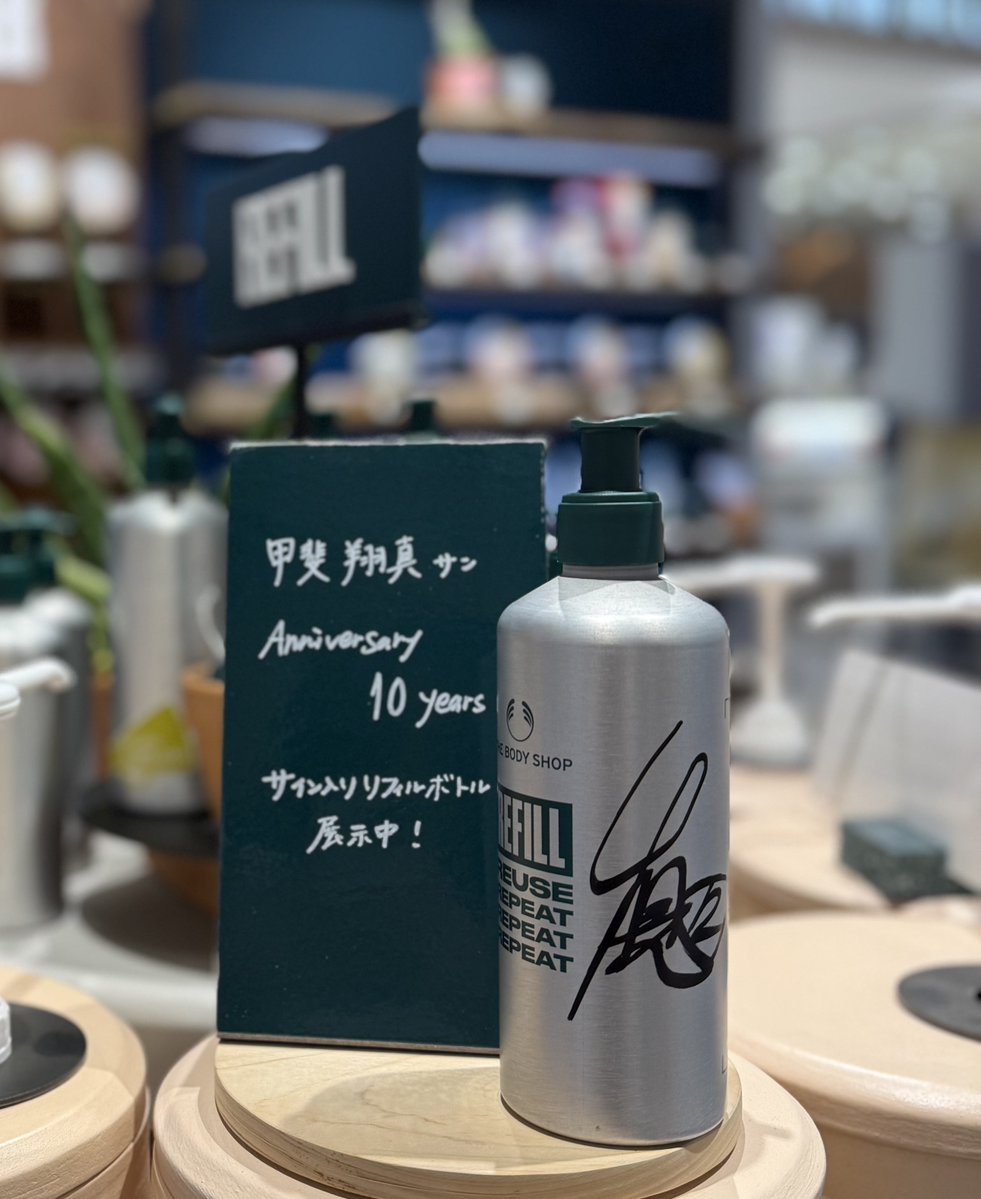 REFILL
甲斐 翔真 サン
Anniversary
10 years
サイン入り リフィルボトル
展示中！
THE BODY SHOP
REFILL
REUSE
REPEAT
REPEAT
REPEAT